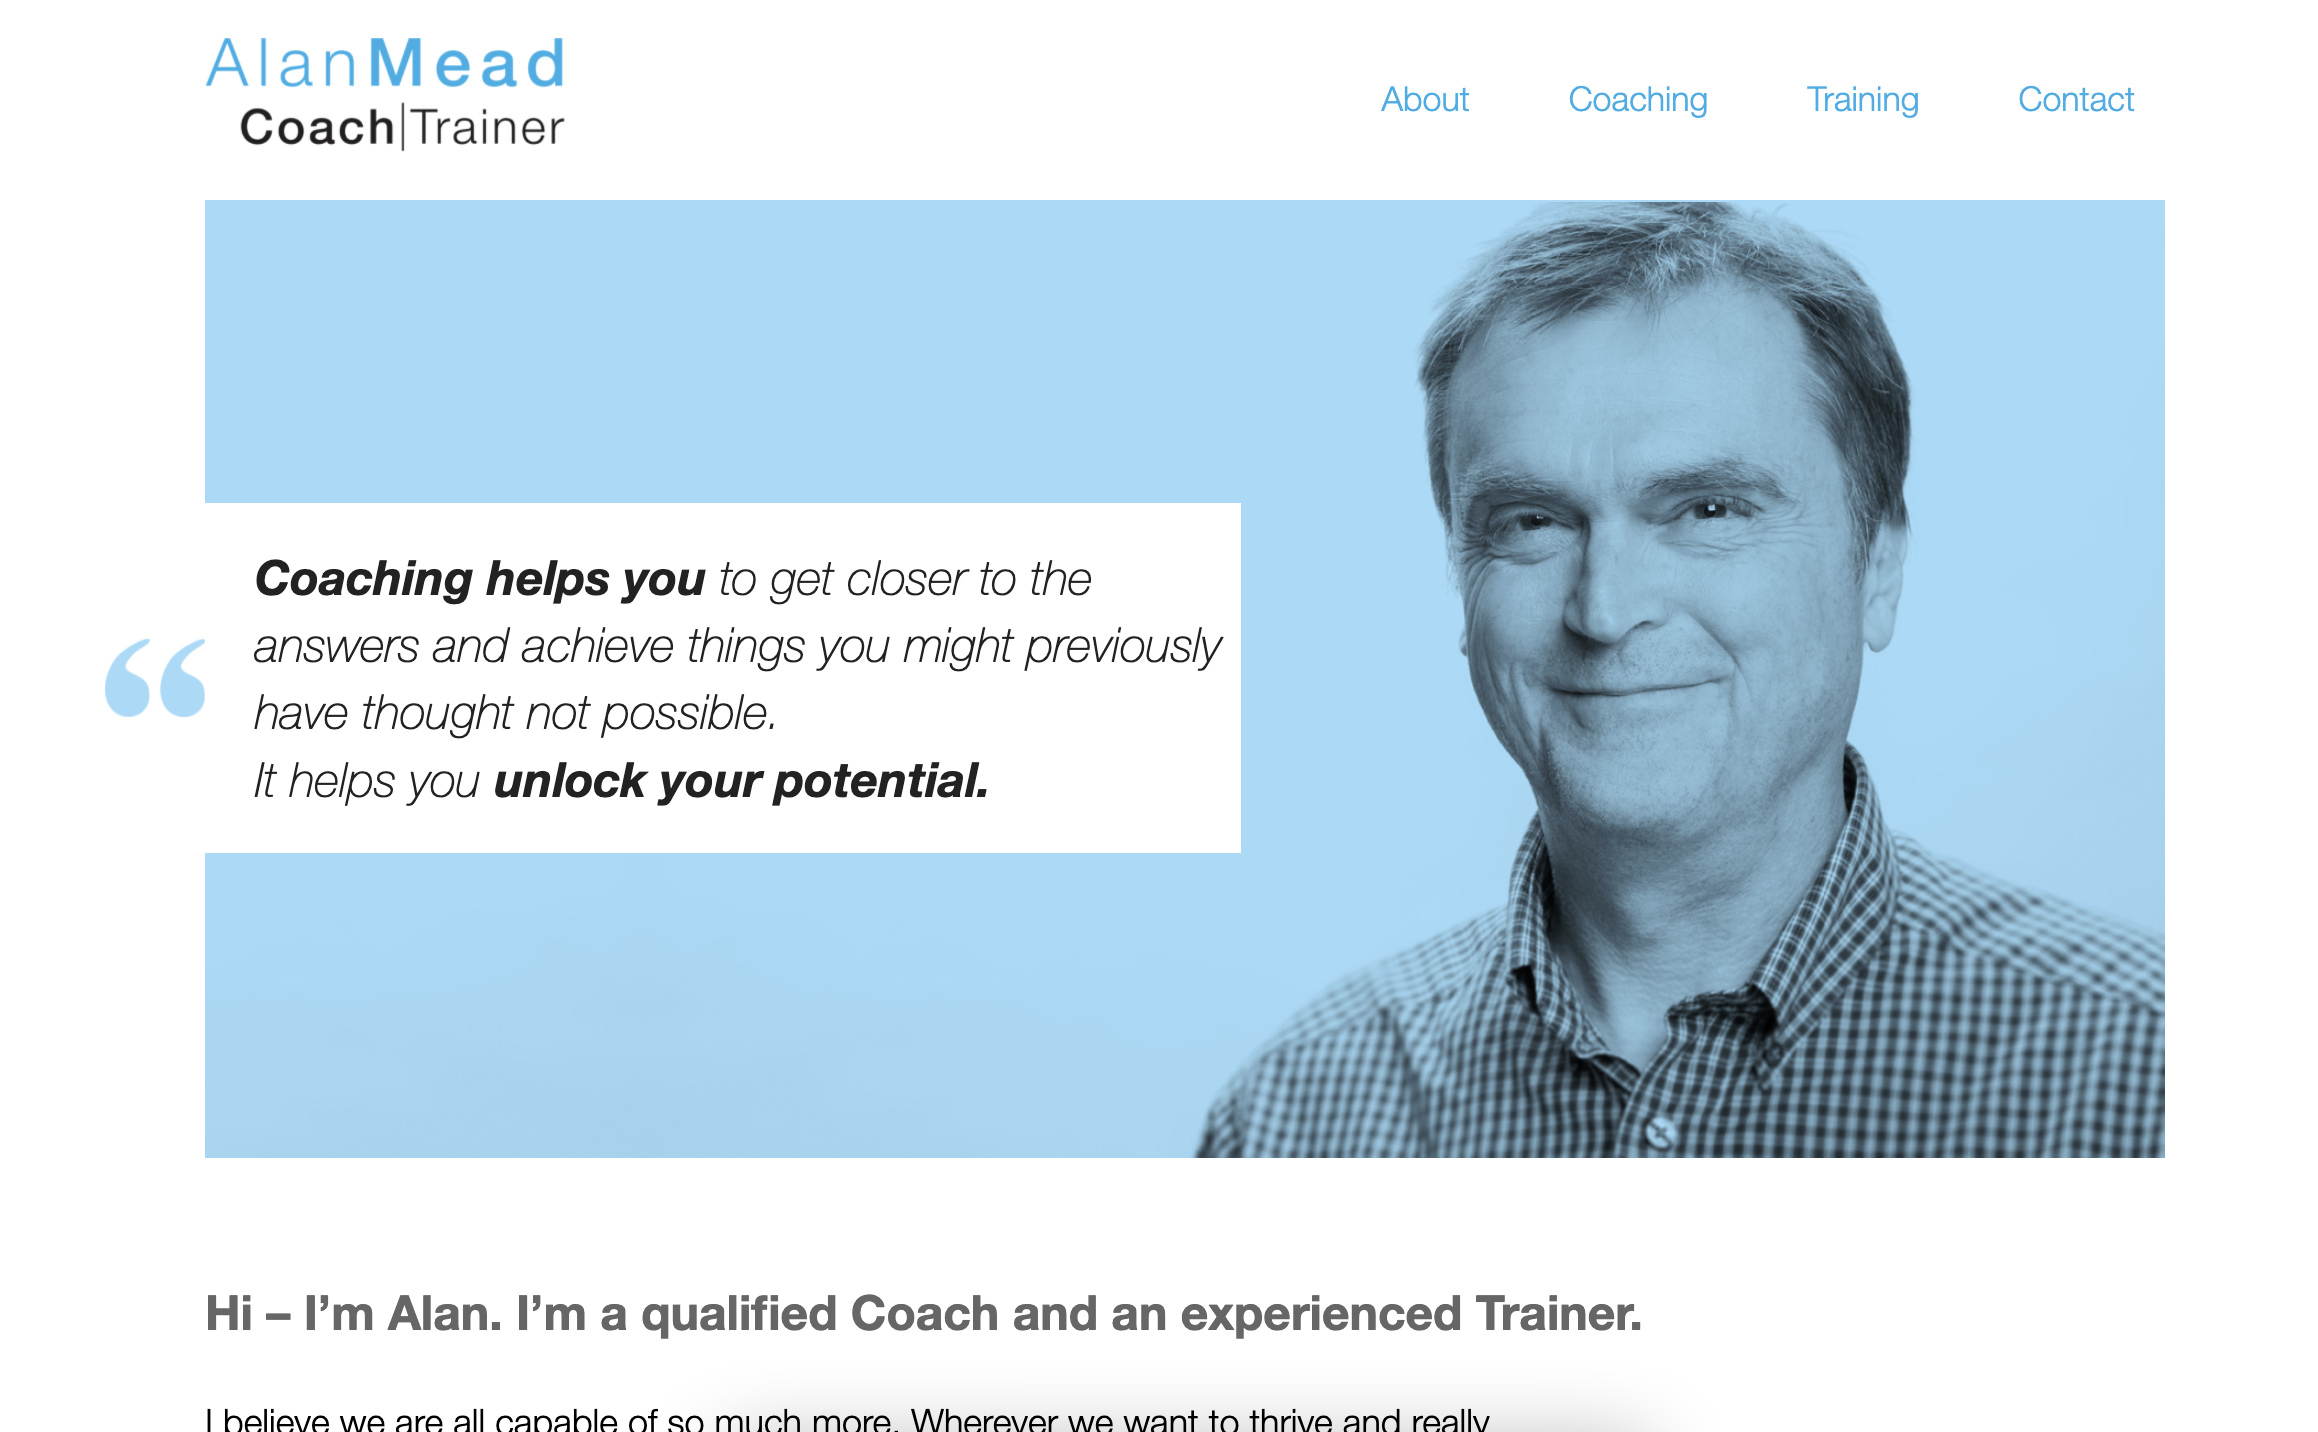 AlanMead
Coach|Trainer
About Coaching Training Contact
“
Coaching helps you to get closer to the
answers and achieve things you might previously
have thought not possible.
It helps you unlock your potential.
Hi – I’m Alan. I’m a qualified Coach and an experienced Trainer.
I believe we are all capable of so much more. Wherever we want to thrive and really